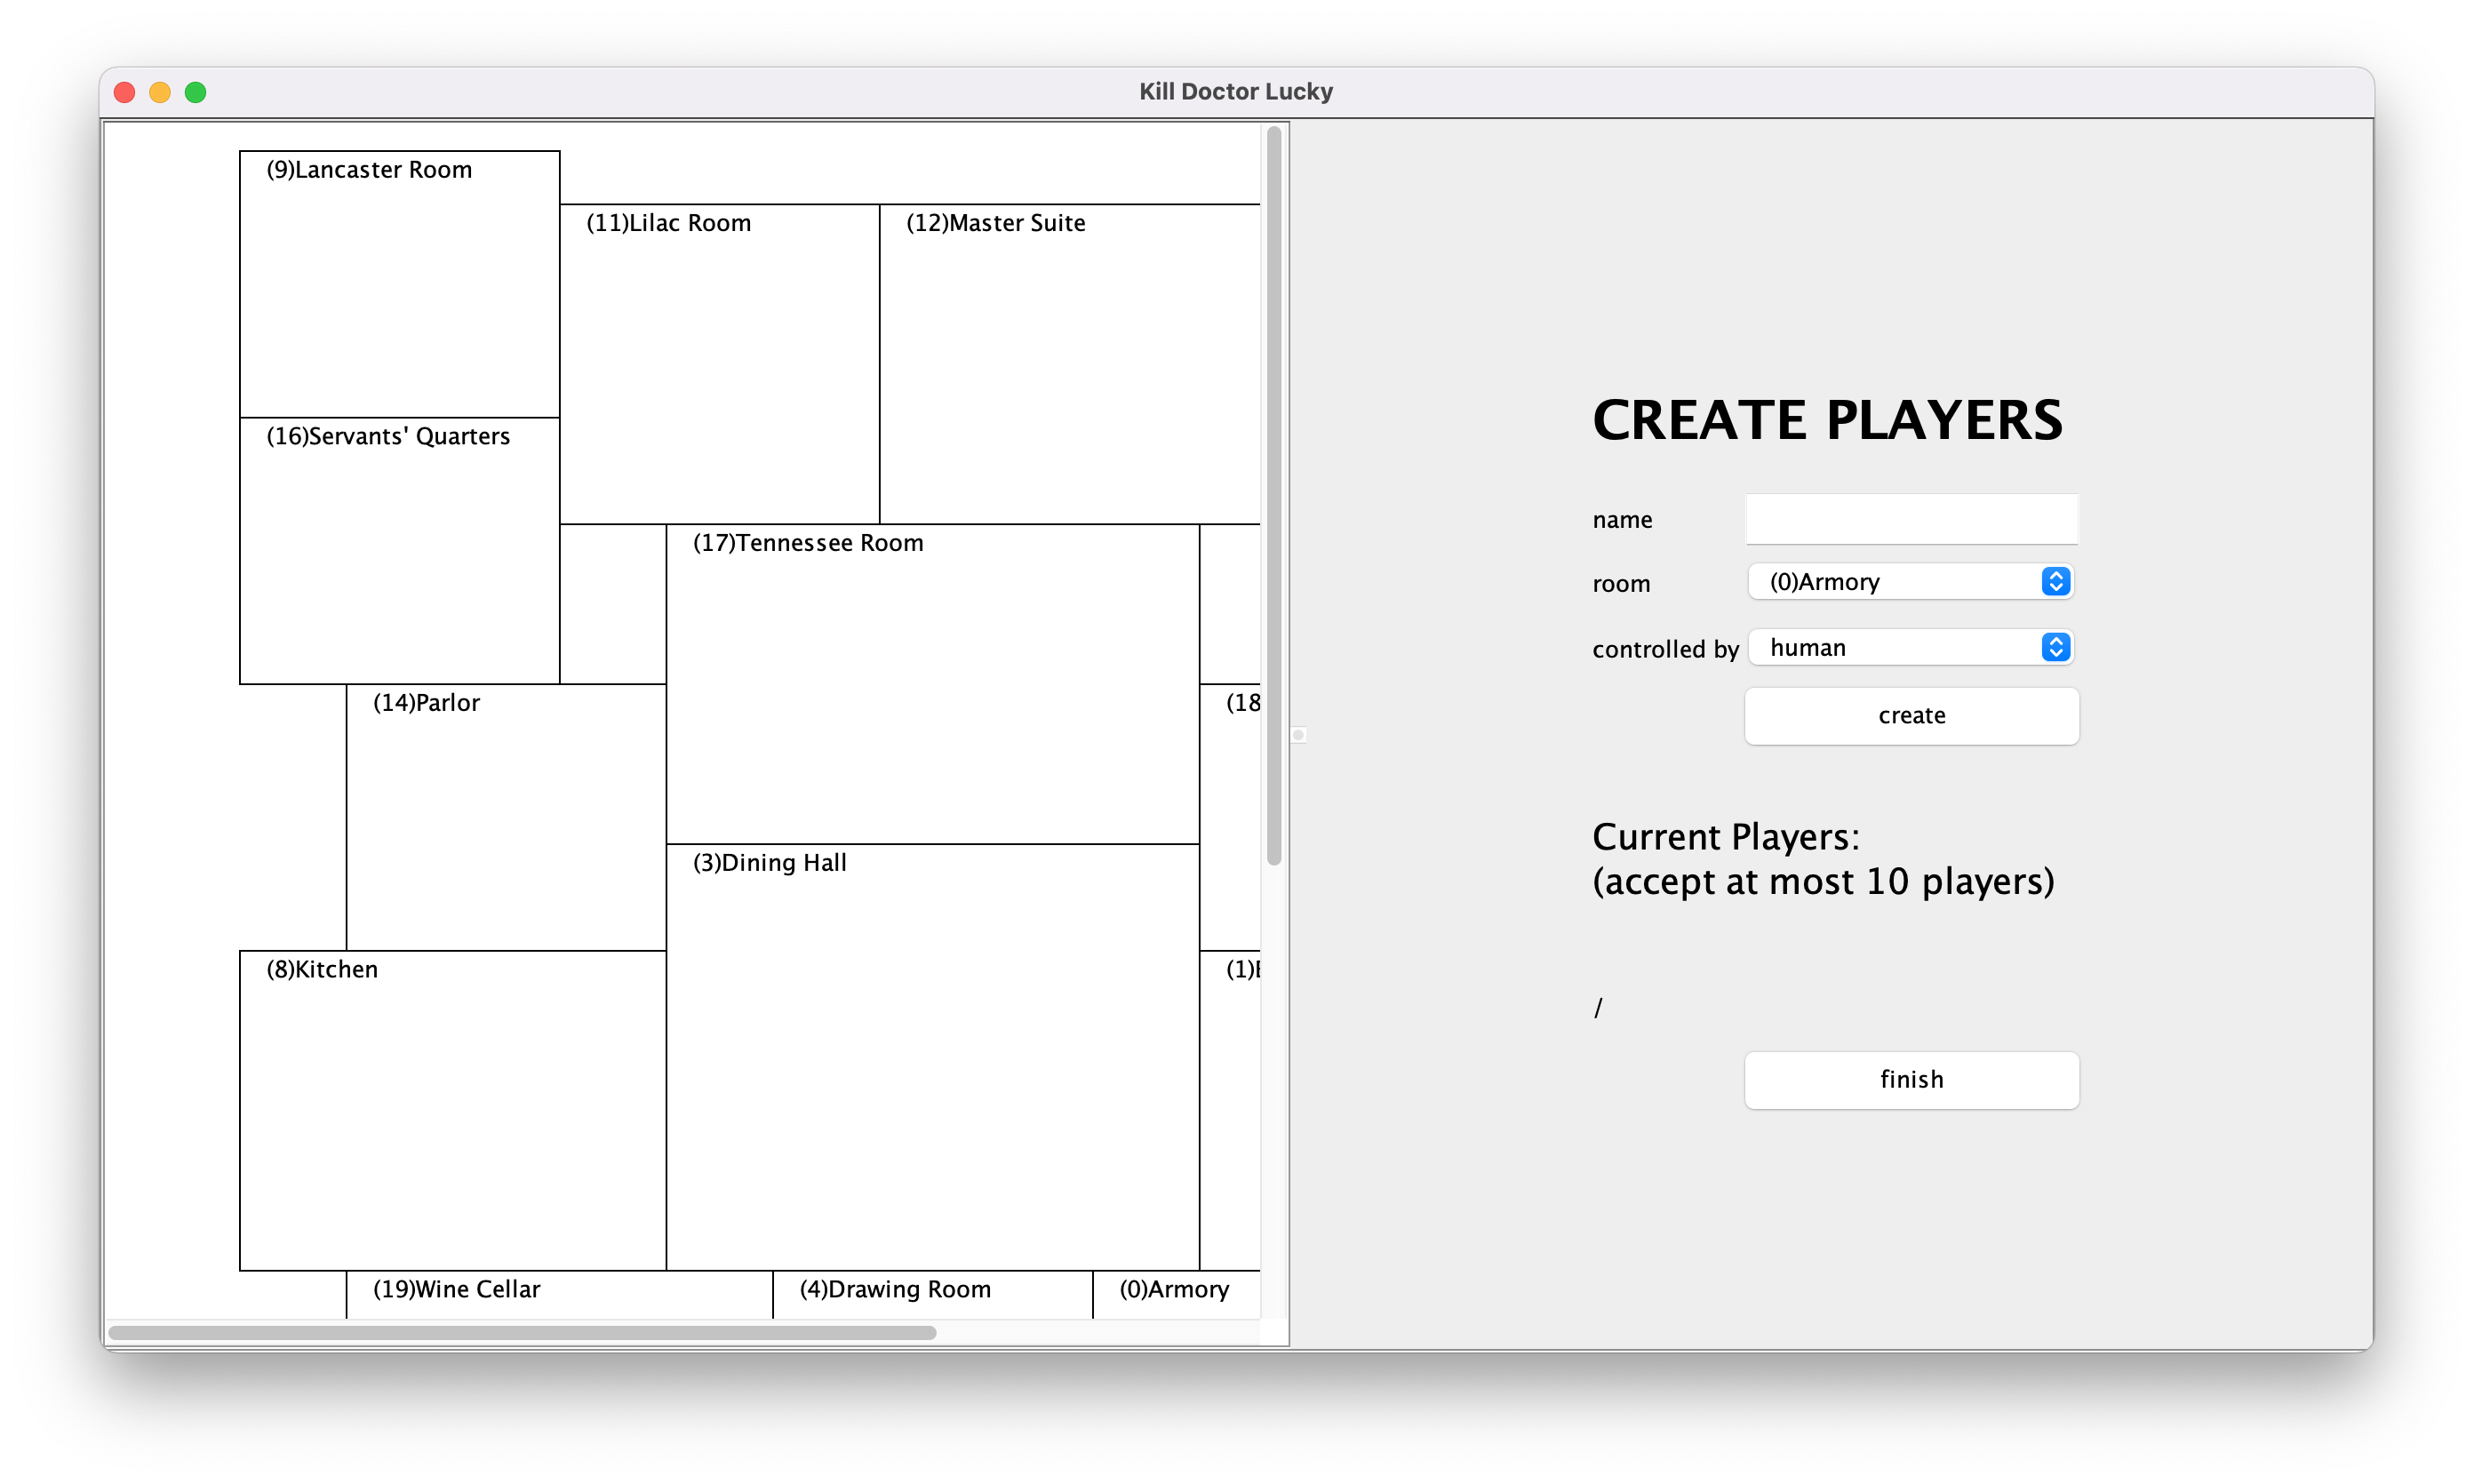 Kill Doctor Lucky
(9)Lancaster Room
(11)Lilac Room
(12)Master Suite
(16)Servants' Quarters
(17)Tennessee Room
(14)Parlor
(18
(3)Dining Hall
(8)Kitchen
(1)
(19)Wine Cellar
(4)Drawing Room
(0)Armory
CREATE PLAYERS
name
room
(0)Armory
controlled by
human
create
Current Players:
(accept at most 10 players)
/
finish